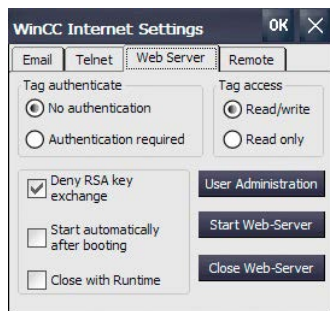 WinCC Internet Settings OK
Email Telnet Web Server Remote
Tag authenticate
No authentication
Authentication required
Tag access
Read/write
Read only
Deny RSA key
exchange
Start automatically
after booting
Close with Runtime
User Administration
Start Web-Server
Close Web-Server